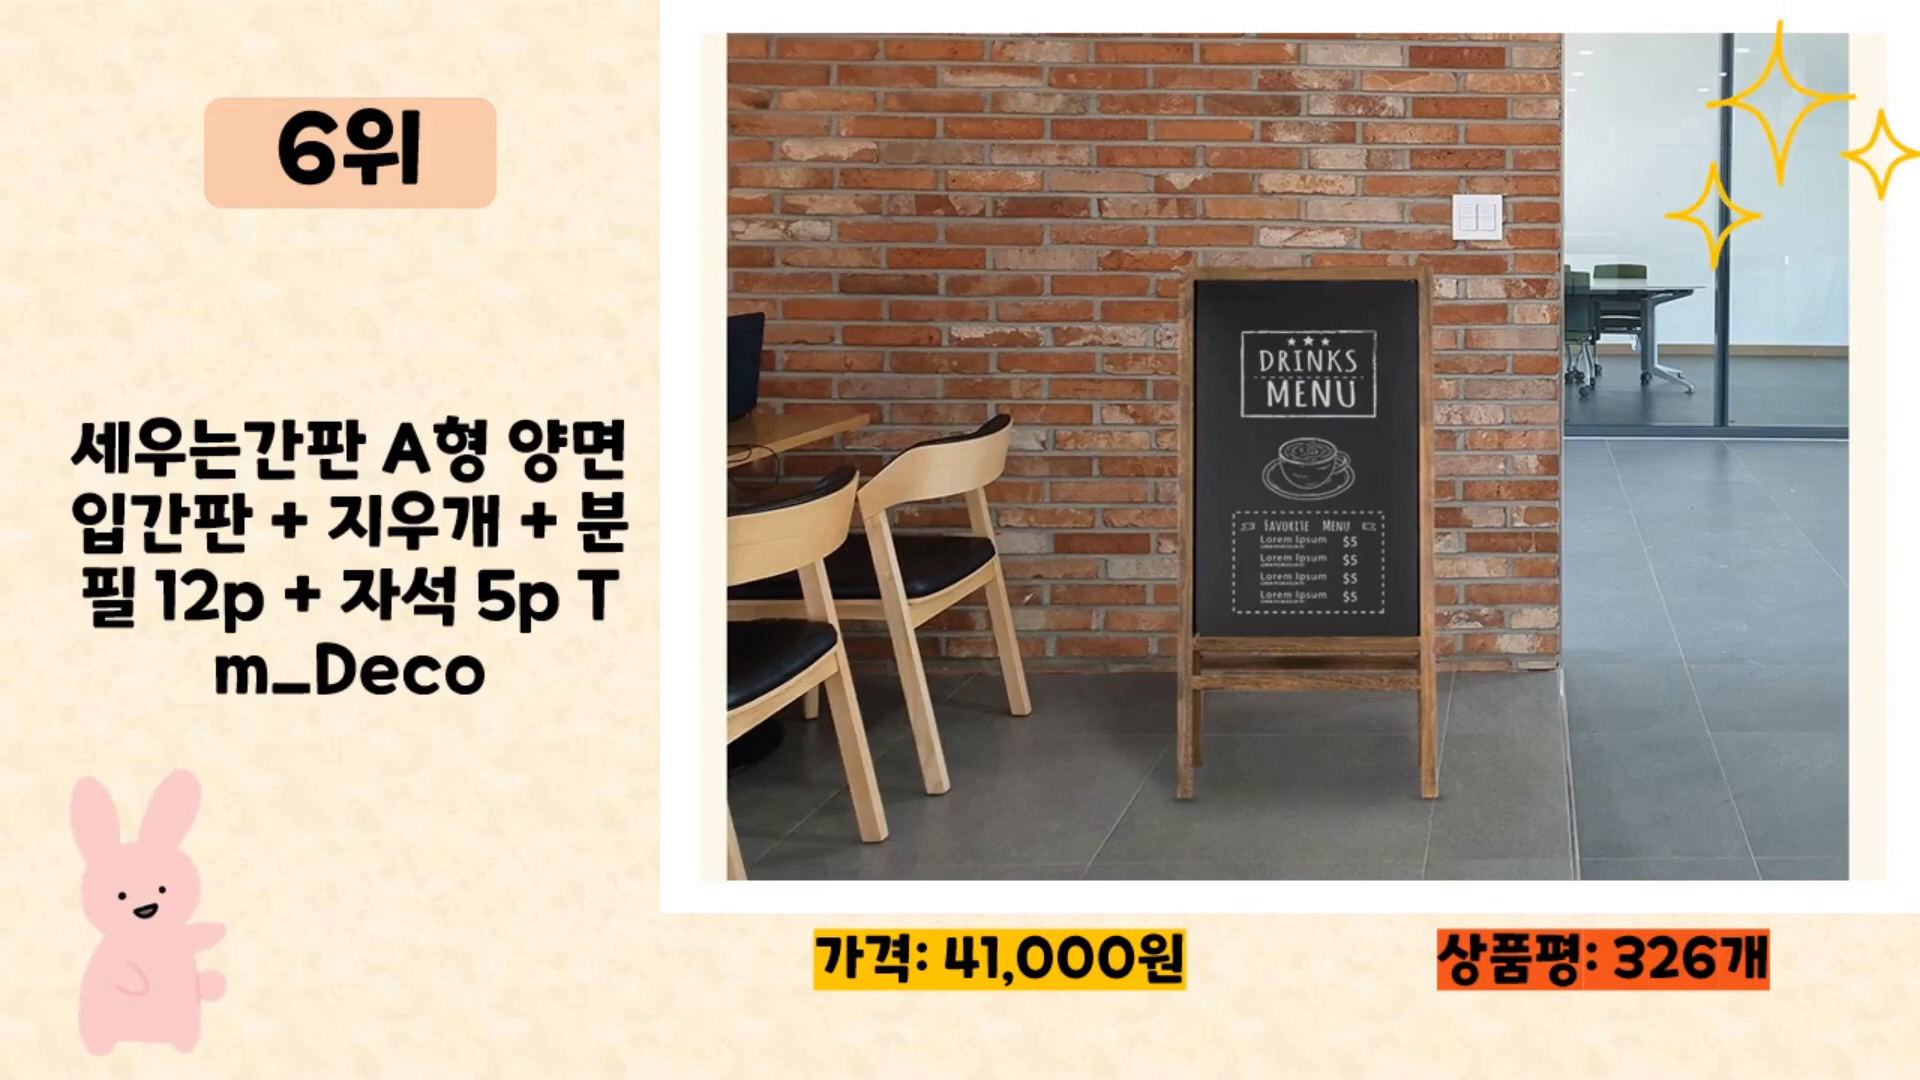 6위
세우는간판 A형 양면
입간판 + 지우개 + 분
필 12p + 자석 5p T
m_Deco
DRINKS
MENU
FAVORITE MENU
Lorem Ipsum $5
Lorem Ipsum $5
Lorem Ipsum $5
Lorem Ipsum $5
가격: 41,000원
상품평: 326개